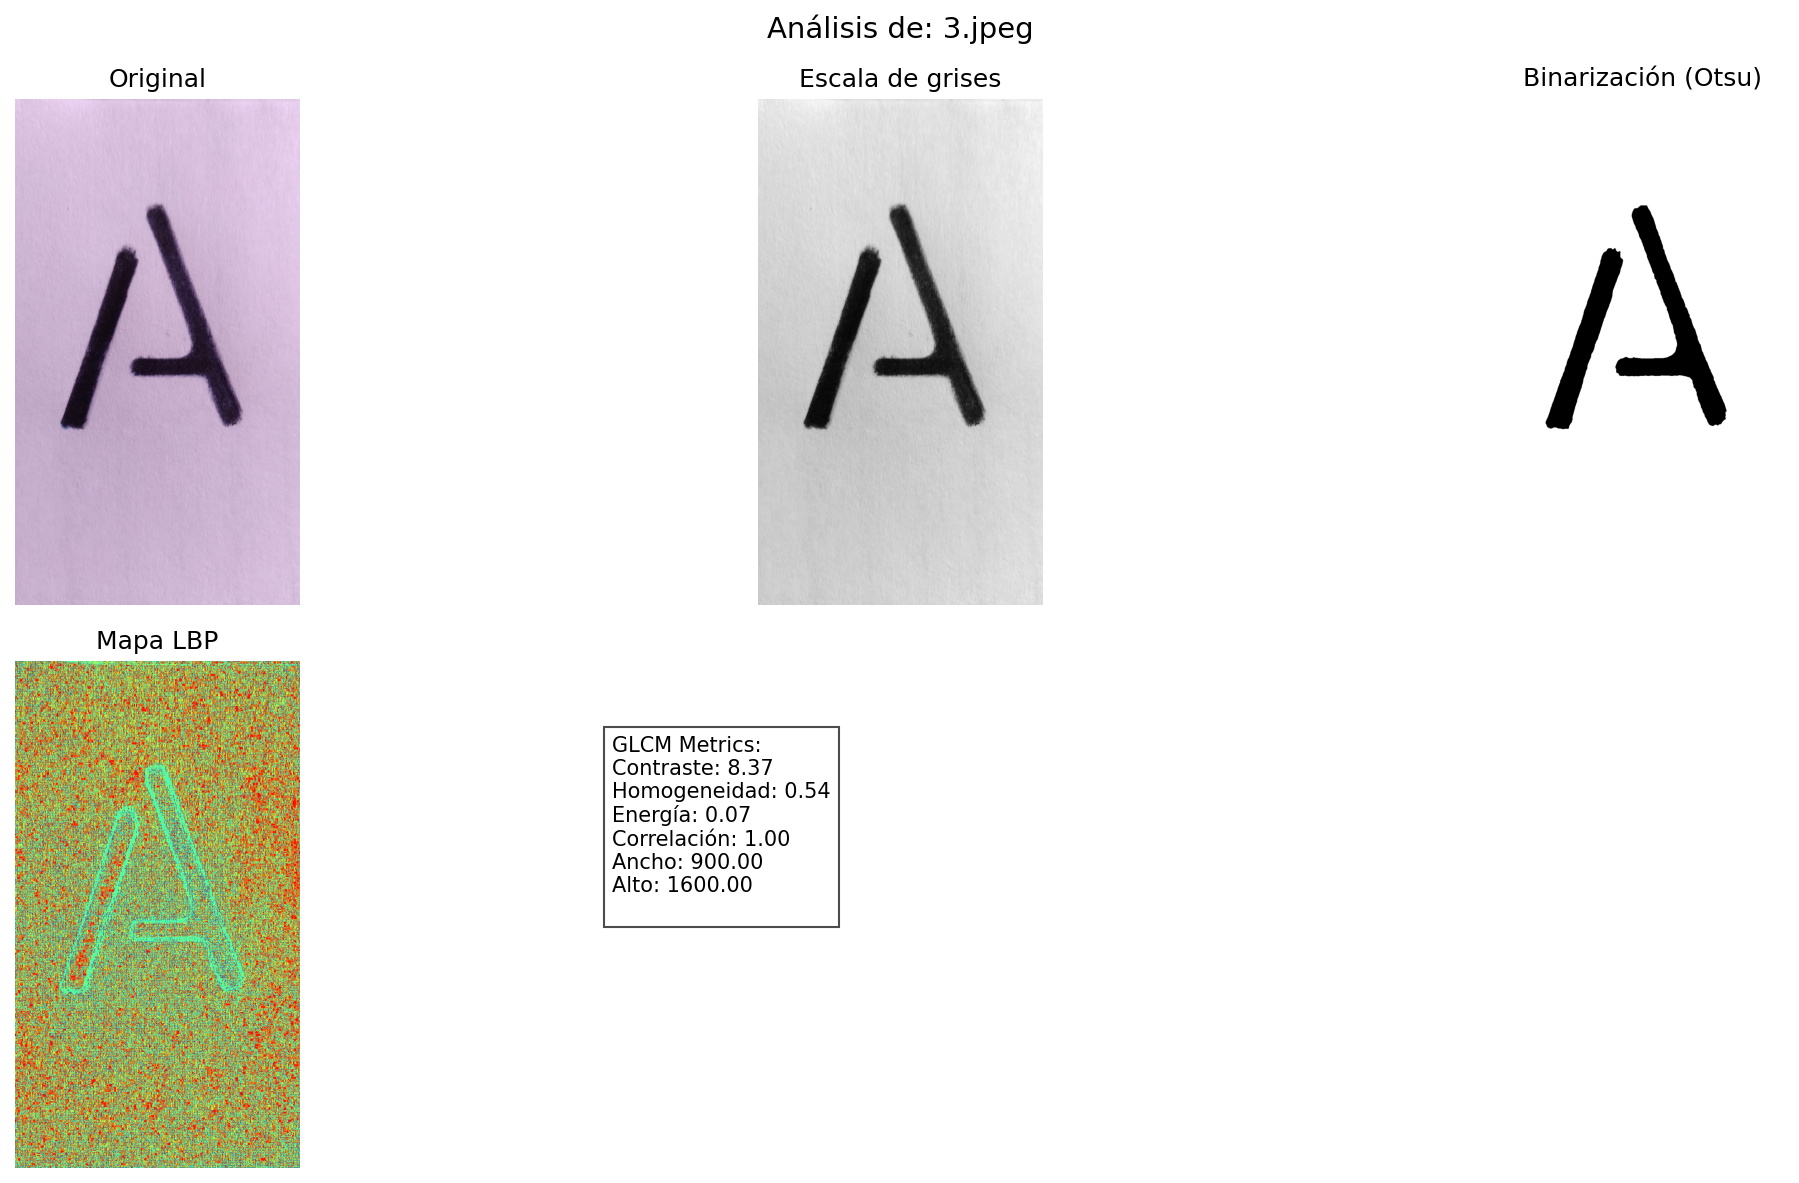 Análisis de: 3.jpeg
Original
Escala de grises
Binarización (Otsu)
A
A
A
Mapa LBP
A
GLCM Metrics:
Contraste: 8.37
Homogeneidad: 0.54
Energía: 0.07
Correlación: 1.00
Ancho: 900.00
Alto: 1600.00